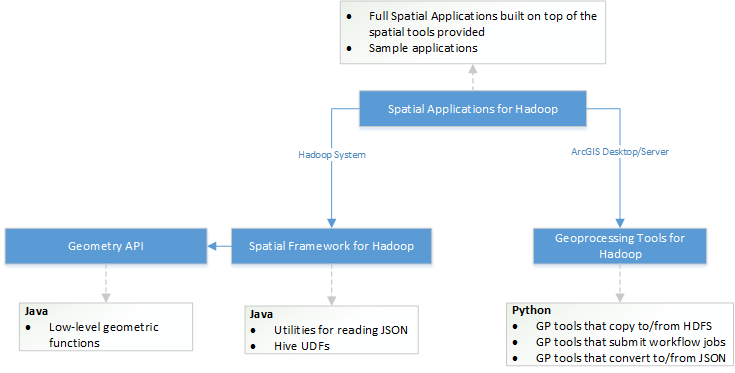 • Full Spatial Applications built on top of the
spatial tools provided
• Sample applications
Spatial Applications for Hadoop
Hadoop System
ArcGIS Desktop/Server
Geometry API
Spatial Framework for Hadoop
Geoprocessing Tools for
Hadoop
Java
• Low-level geometric
functions
Java
• Utilities for reading JSON
• Hive UDFs
Python
• GP tools that copy to/from HDFS
• GP tools that submit workflow jobs
• GP tools that convert to/from JSON